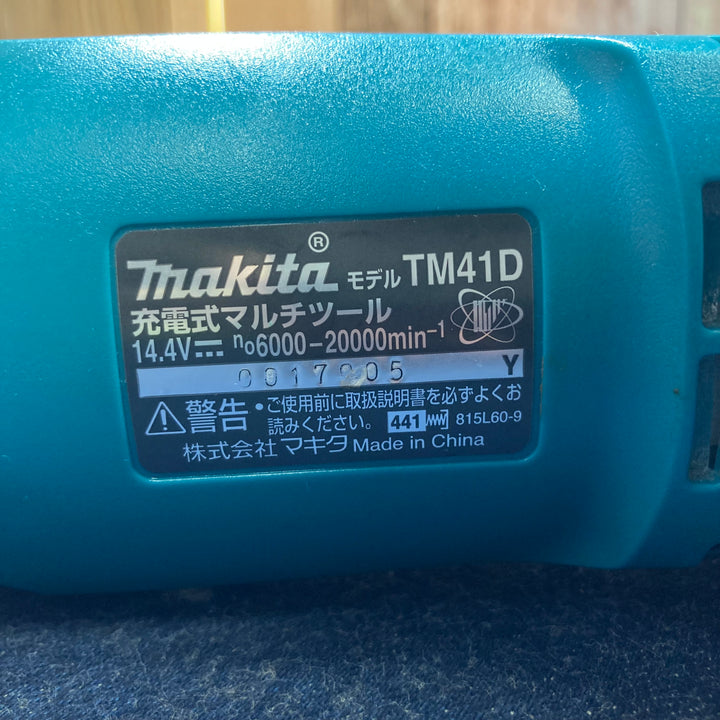 makita® モデル TM41D
充電式マルチツール
14.4V⎓ n₀6000-20000min⁻¹
Y
⚠警告 •ご使用前に取扱説明書を必ずよくお
読みください。 441 815L60-9
株式会社マキタ Made in China